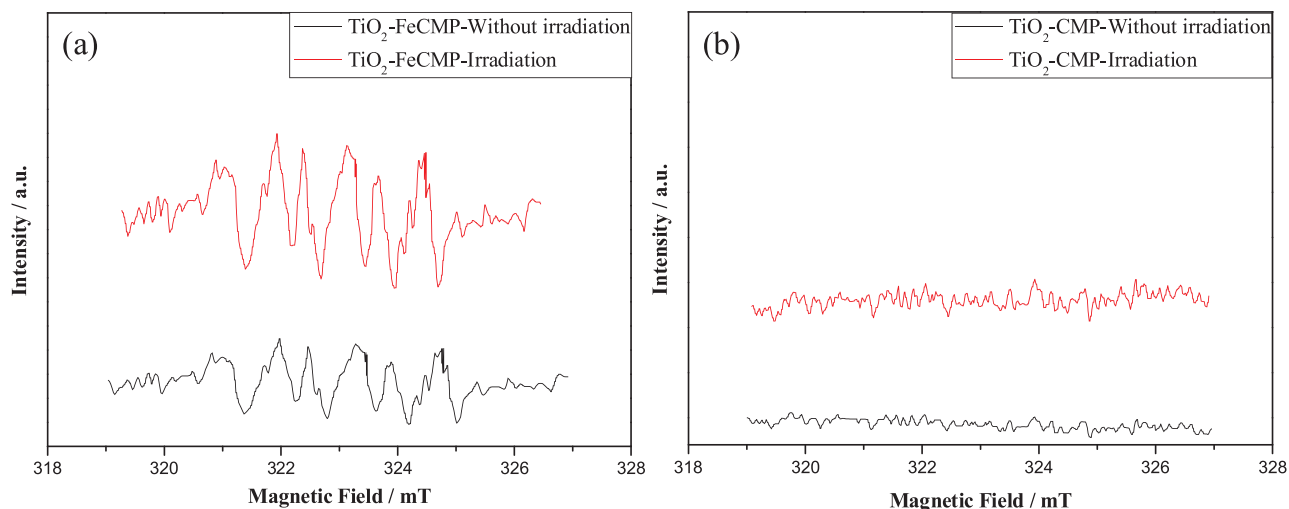 (a)
TiO₂-FeCMP-Without irradiation
TiO₂-FeCMP-Irradiation
Intensity / a.u.
318 320 322 324 326 328
Magnetic Field / mT
(b)
TiO₂-CMP-Without irradiation
TiO₂-CMP-Irradiation
Intensity / a.u.
318 320 322 324 326 328
Magnetic Field / mT